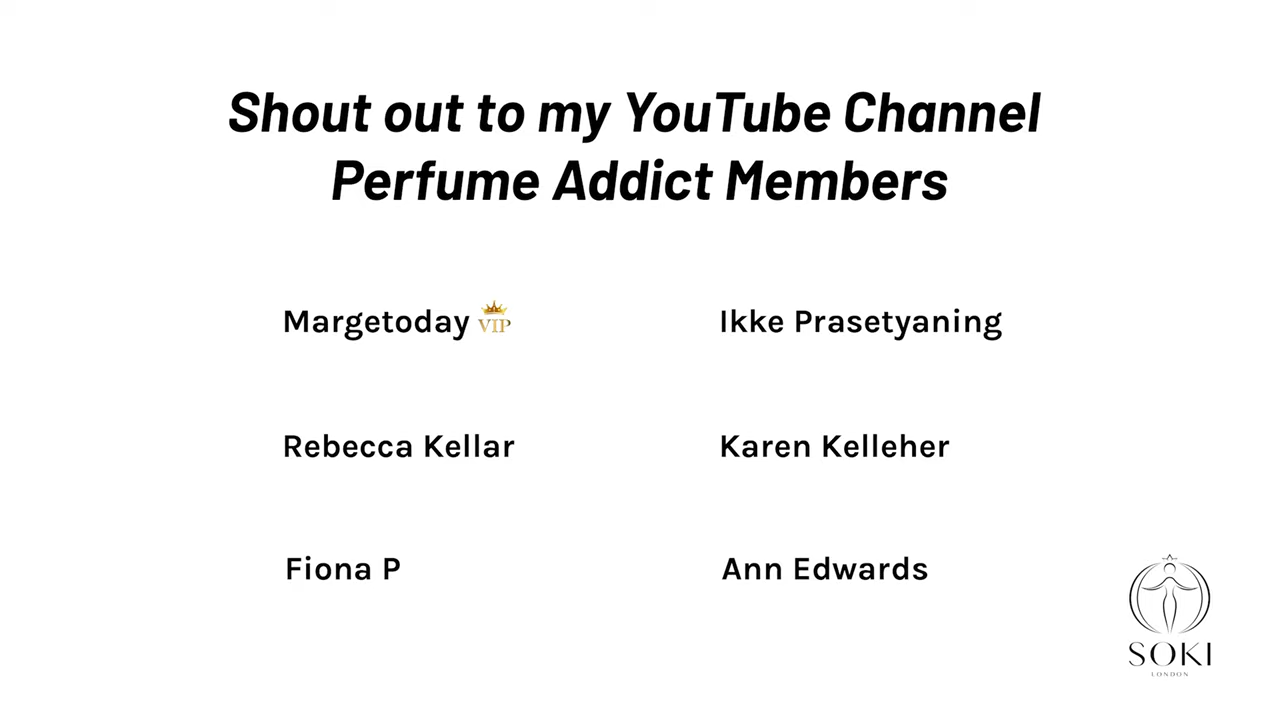 Shout out to my YouTube Channel
Perfume Addict Members
Margetoday VIP
Ikke Prasetyaning
Rebecca Kellar
Karen Kelleher
Fiona P
Ann Edwards
SOKI
LONDON